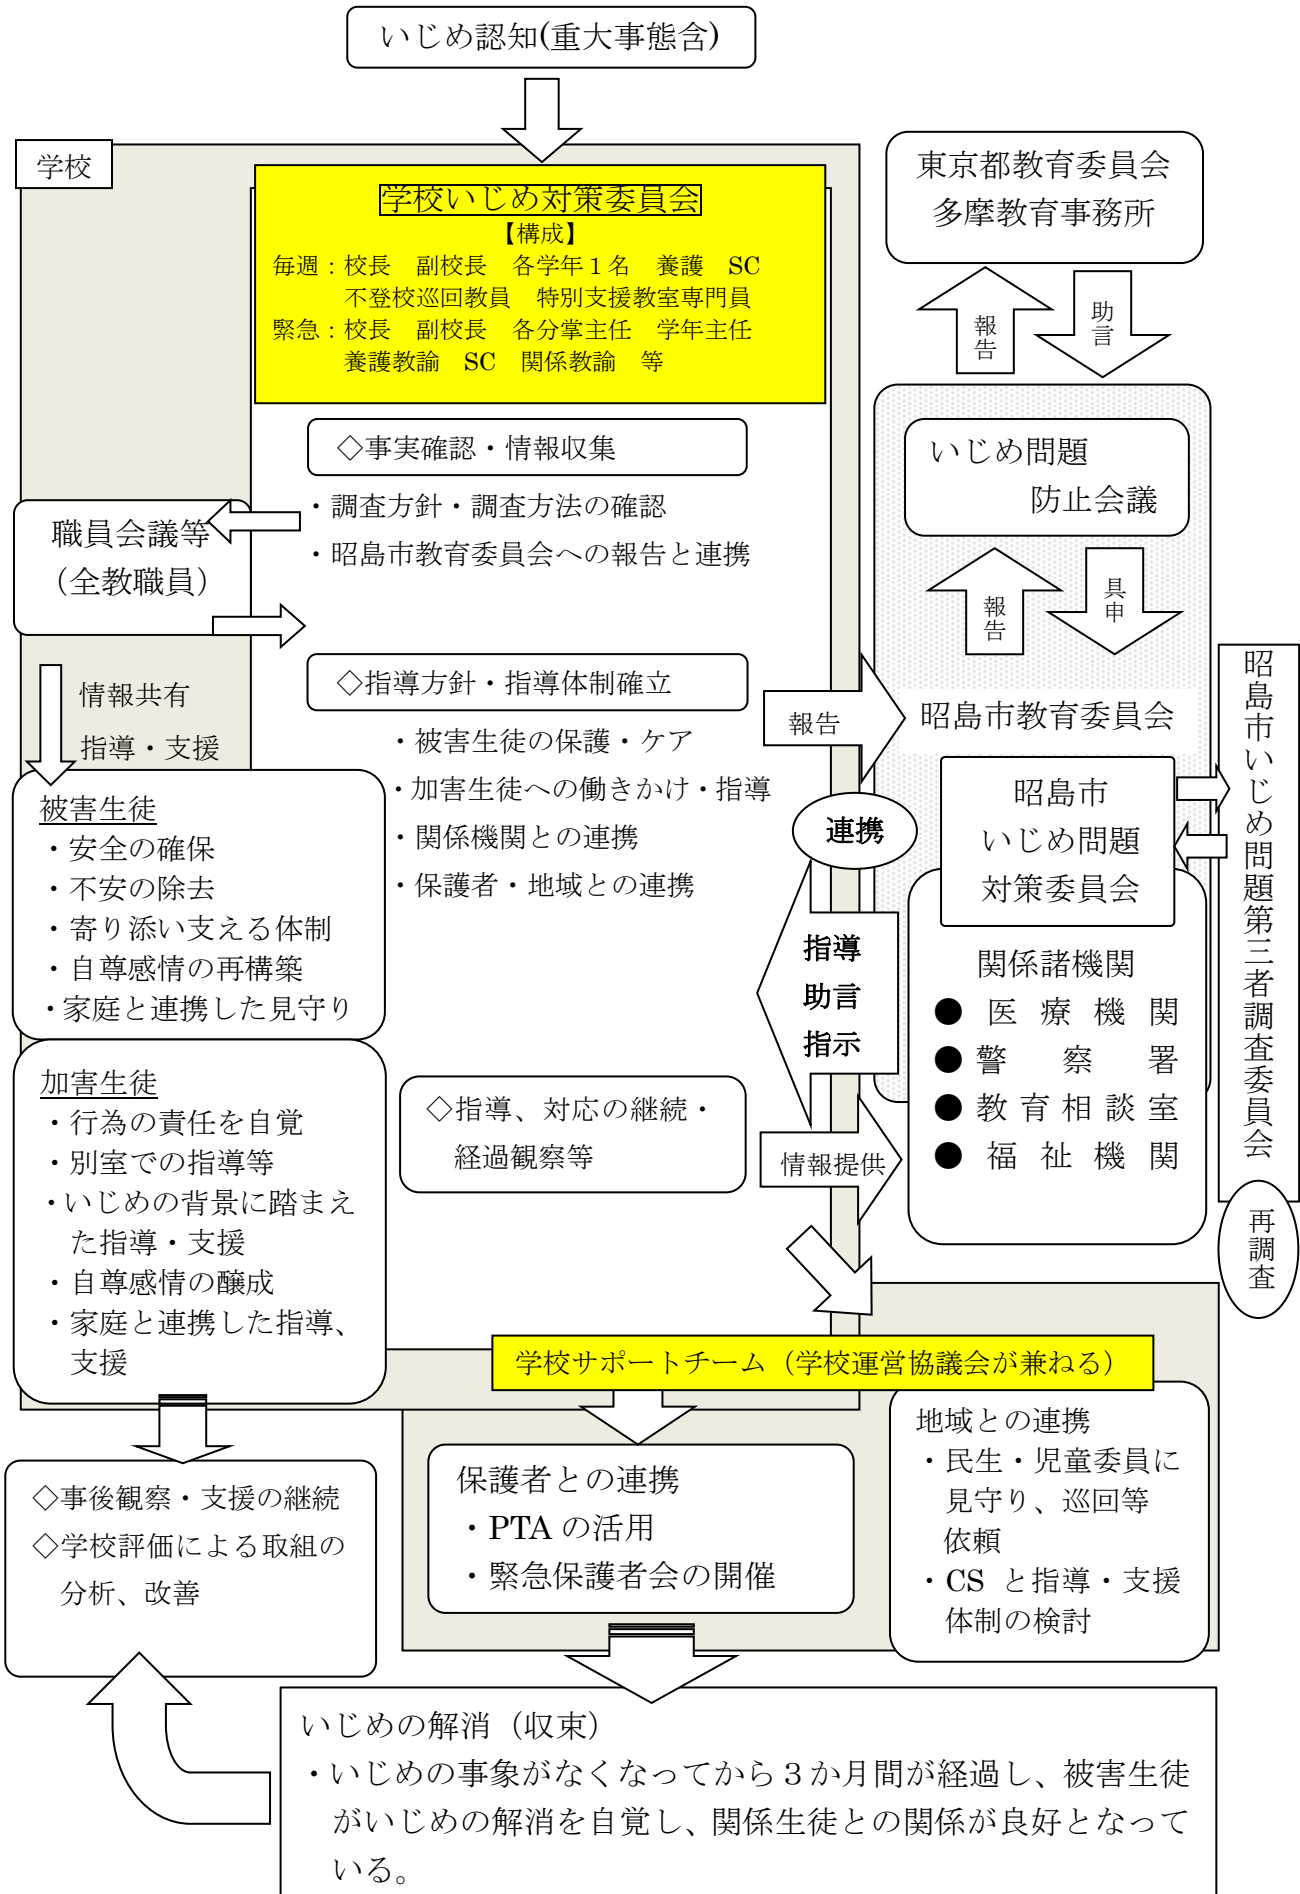 いじめ認知(重大事態含)
学校
学校いじめ対策委員会
【構成】
毎週：校長　副校長　各学年１名　養護　SC
不登校巡回教員　特別支援教室専門員
緊急：校長　副校長　各分掌主任　学年主任
養護教諭　SC　関係教諭　等
◇事実確認・情報収集
・調査方針・調査方法の確認
・昭島市教育委員会への報告と連携
職員会議等
（全教職員）
◇指導方針・指導体制確立
・被害生徒の保護・ケア
・加害生徒への働きかけ・指導
・関係機関との連携
・保護者・地域との連携
情報共有
指導・支援
被害生徒
・安全の確保
・不安の除去
・寄り添い支える体制
・自尊感情の再構築
・家庭と連携した見守り
加害生徒
・行為の責任を自覚
・別室での指導等
・いじめの背景に踏まえ
た指導・支援
・自尊感情の醸成
・家庭と連携した指導、
支援
◇指導、対応の継続・
経過観察等
報告
連携
指導
助言
指示
情報提供
東京都教育委員会
多摩教育事務所
報告
助言
いじめ問題
防止会議
報告
具申
昭島市教育委員会
昭島市
いじめ問題
対策委員会
関係諸機関
● 医療機関
● 警察署
● 教育相談室
● 福祉機関
昭島市いじめ問題第三者調査委員会
再調査
学校サポートチーム（学校運営協議会が兼ねる）
保護者との連携
・PTA の活用
・緊急保護者会の開催
地域との連携
・民生・児童委員に
見守り、巡回等
依頼
・CS と指導・支援
体制の検討
◇事後観察・支援の継続
◇学校評価による取組の
分析、改善
いじめの解消（収束）
・いじめの事象がなくなってから３か月間が経過し、被害生徒
がいじめの解消を自覚し、関係生徒との関係が良好となって
いる。